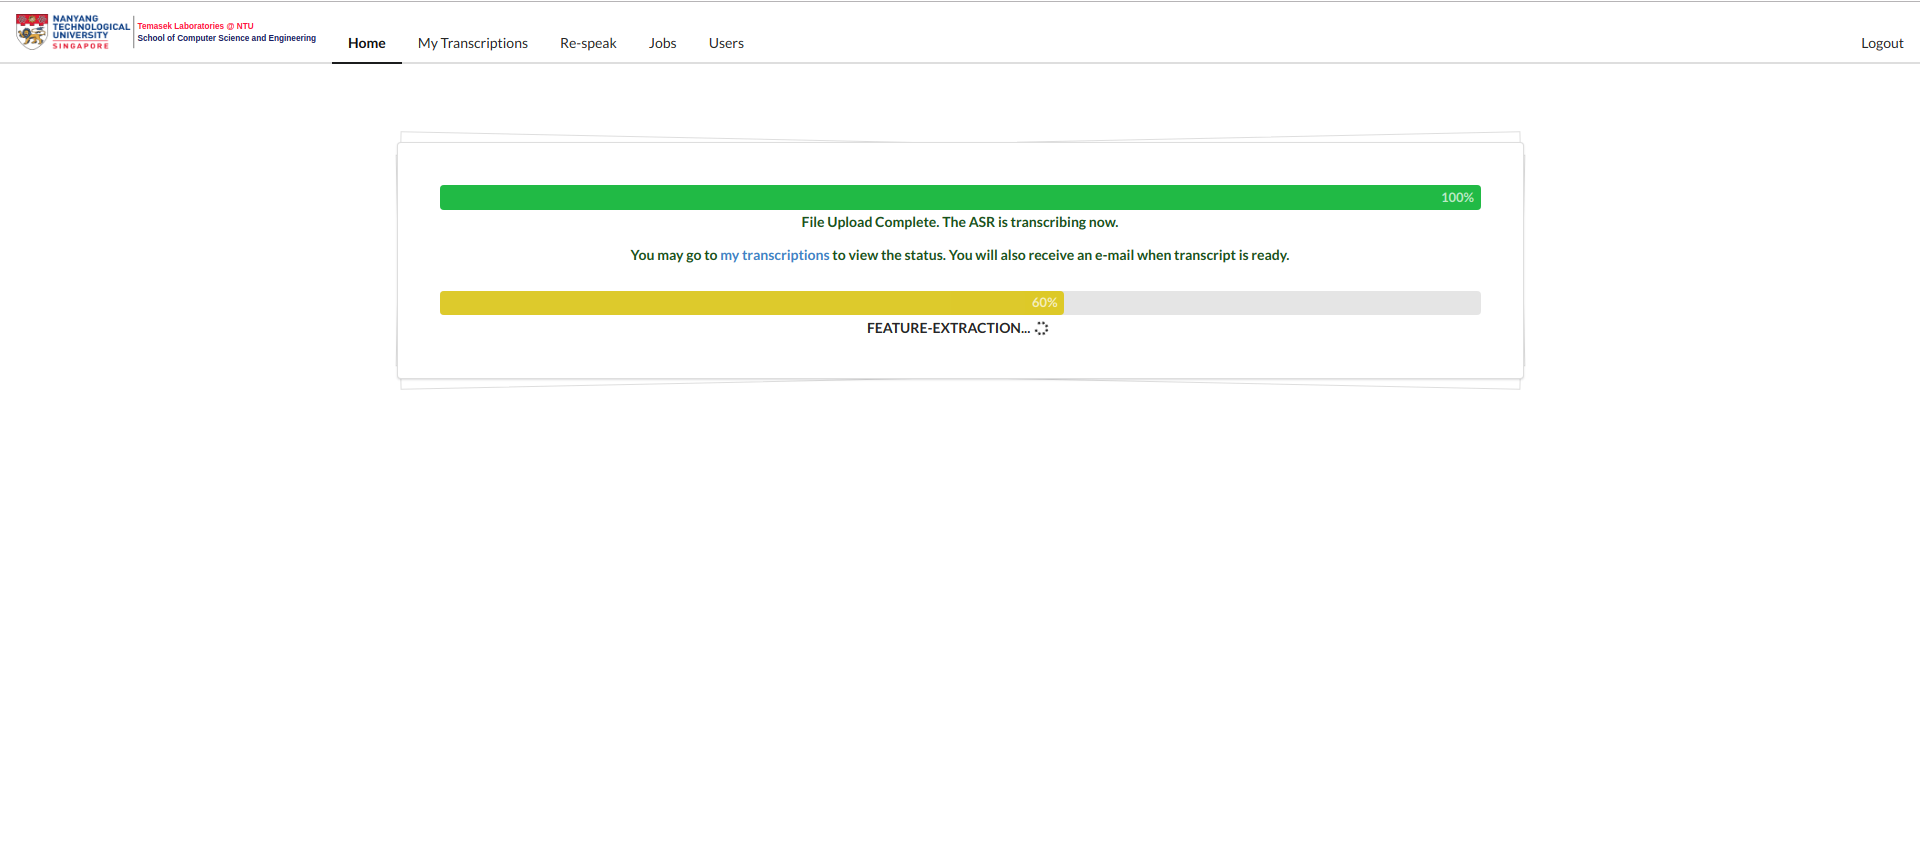 NANYANG
TECHNOLOGICAL
UNIVERSITY
SINGAPORE
Temasek Laboratories @ NTU
School of Computer Science and Engineering
Home My Transcriptions Re-speak Jobs Users Logout
100%
File Upload Complete. The ASR is transcribing now.
You may go to my transcriptions to view the status. You will also receive an e-mail when transcript is ready.
60%
FEATURE-EXTRACTION...